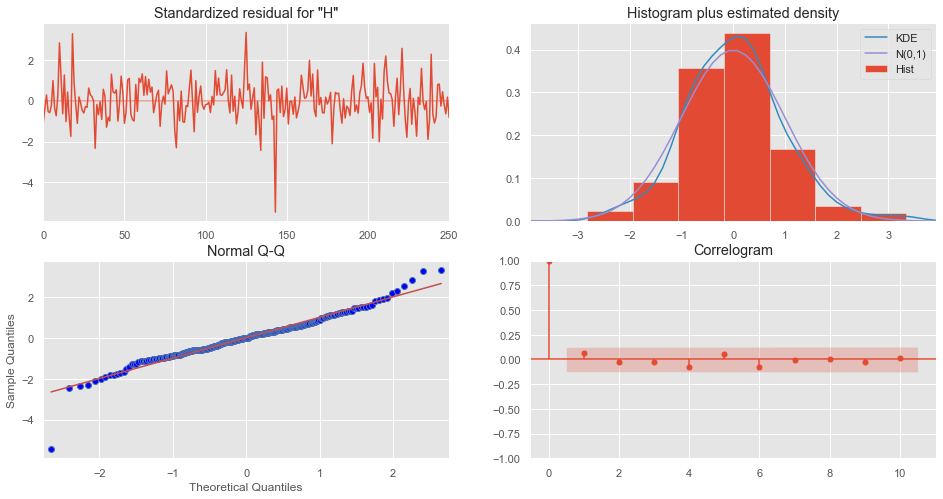 Standardized residual for "H"
2
0
−2
−4
0 50 100 150 200 250
Histogram plus estimated density
KDE
N(0,1)
Hist
0.4
0.3
0.2
0.1
0.0
−3 −2 −1 0 1 2 3
Normal Q-Q
Sample Quantiles
2
0
−2
−4
−2 −1 0 1 2
Theoretical Quantiles
Correlogram
1.00
0.75
0.50
0.25
0.00
−0.25
−0.50
−0.75
−1.00
0 2 4 6 8 10